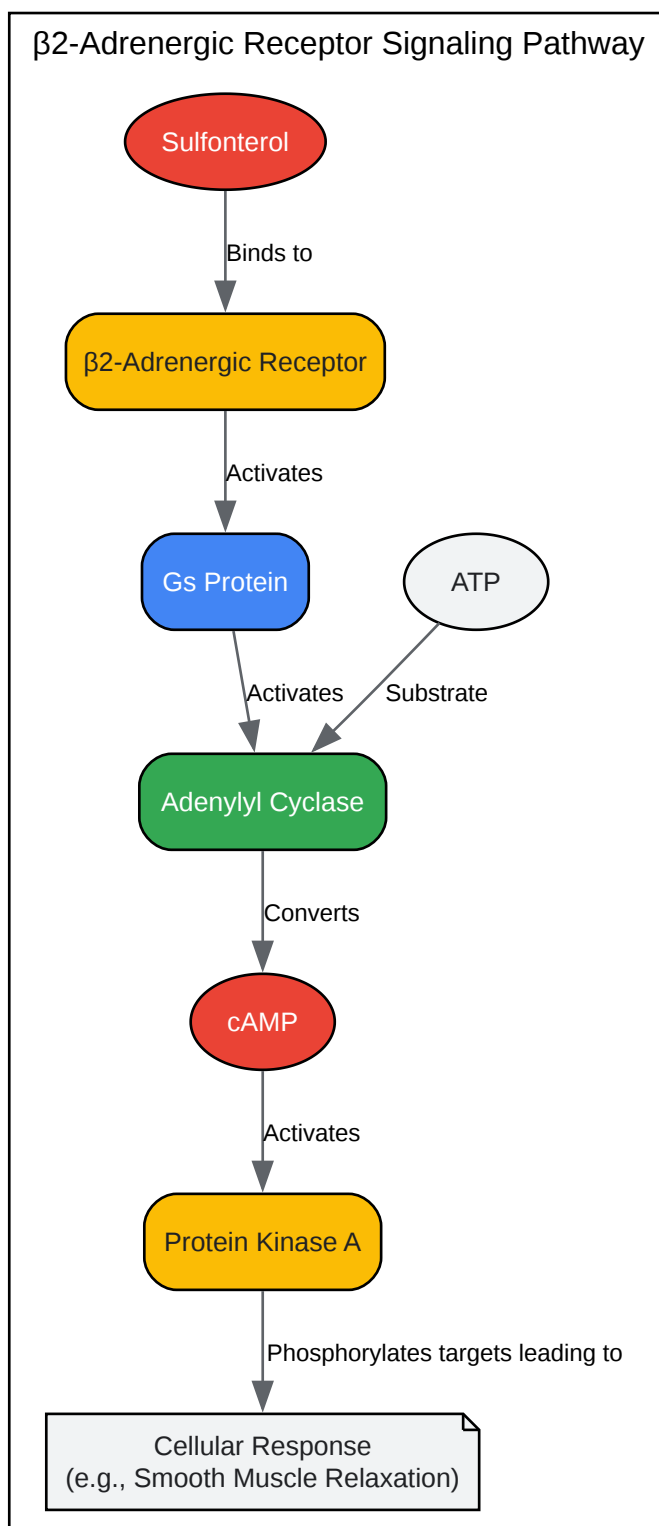 β2-Adrenergic Receptor Signaling Pathway
Sulfonterol
Binds to
β2-Adrenergic Receptor
Activates
Gs Protein
ATP
Activates
Substrate
Adenylyl Cyclase
Converts
cAMP
Activates
Protein Kinase A
Phosphorylates targets leading to
Cellular Response
(e.g., Smooth Muscle Relaxation)